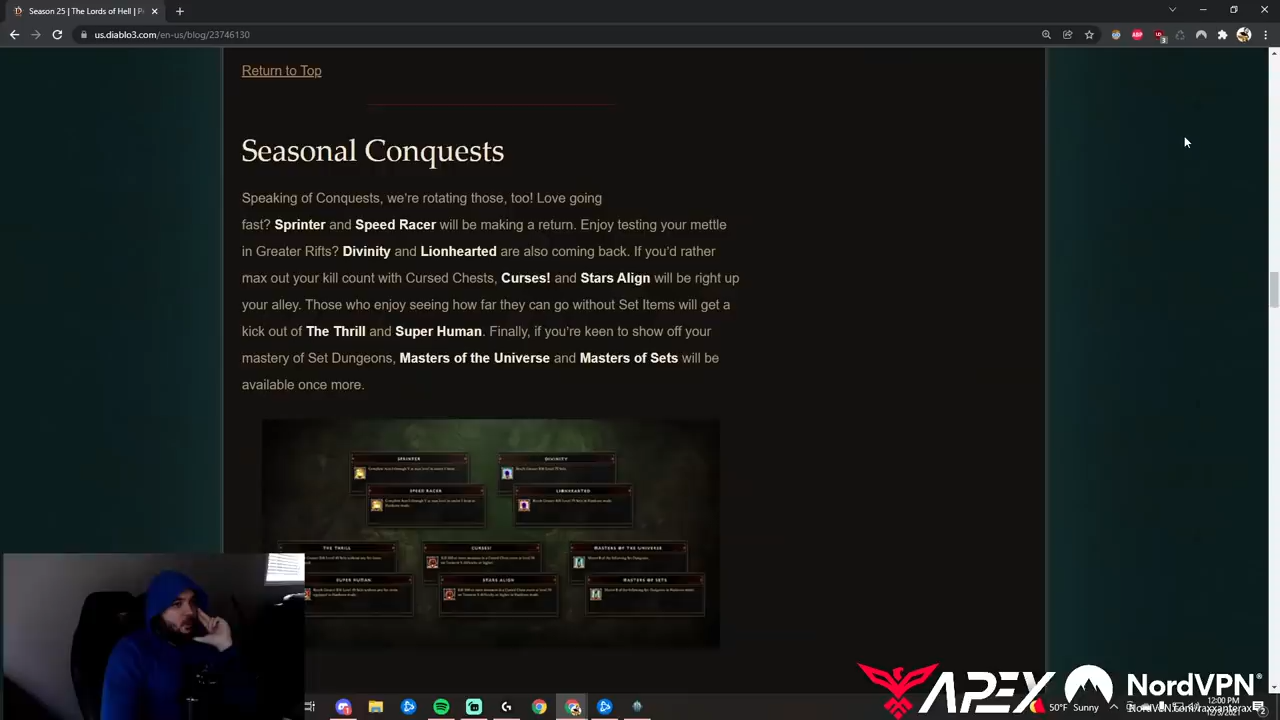 Season 25 | The Lords of Hell | P
us.diablo3.com/en-us/blog/23746130
Return to Top
Seasonal Conquests
Speaking of Conquests, we're rotating those, too! Love going
fast? Sprinter and Speed Racer will be making a return. Enjoy testing your mettle
in Greater Rifts? Divinity and Lionhearted are also coming back. If you'd rather
max out your kill count with Cursed Chests, Curses! and Stars Align will be right up
your alley. Those who enjoy seeing how far they can go without Set Items will get a
kick out of The Thrill and Super Human. Finally, if you're keen to show off your
mastery of Set Dungeons, Masters of the Universe and Masters of Sets will be
available once more.
SPRINTER
DIVINITY
SPEED RACER
LIONHEARTED
THE THRILL
CURSES!
MASTERS OF THE UNIVERSE
SUPER HUMAN
STARS ALIGN
MASTERS OF SETS
APEX
NordVPN®
50°F Sunny
12:00 PM